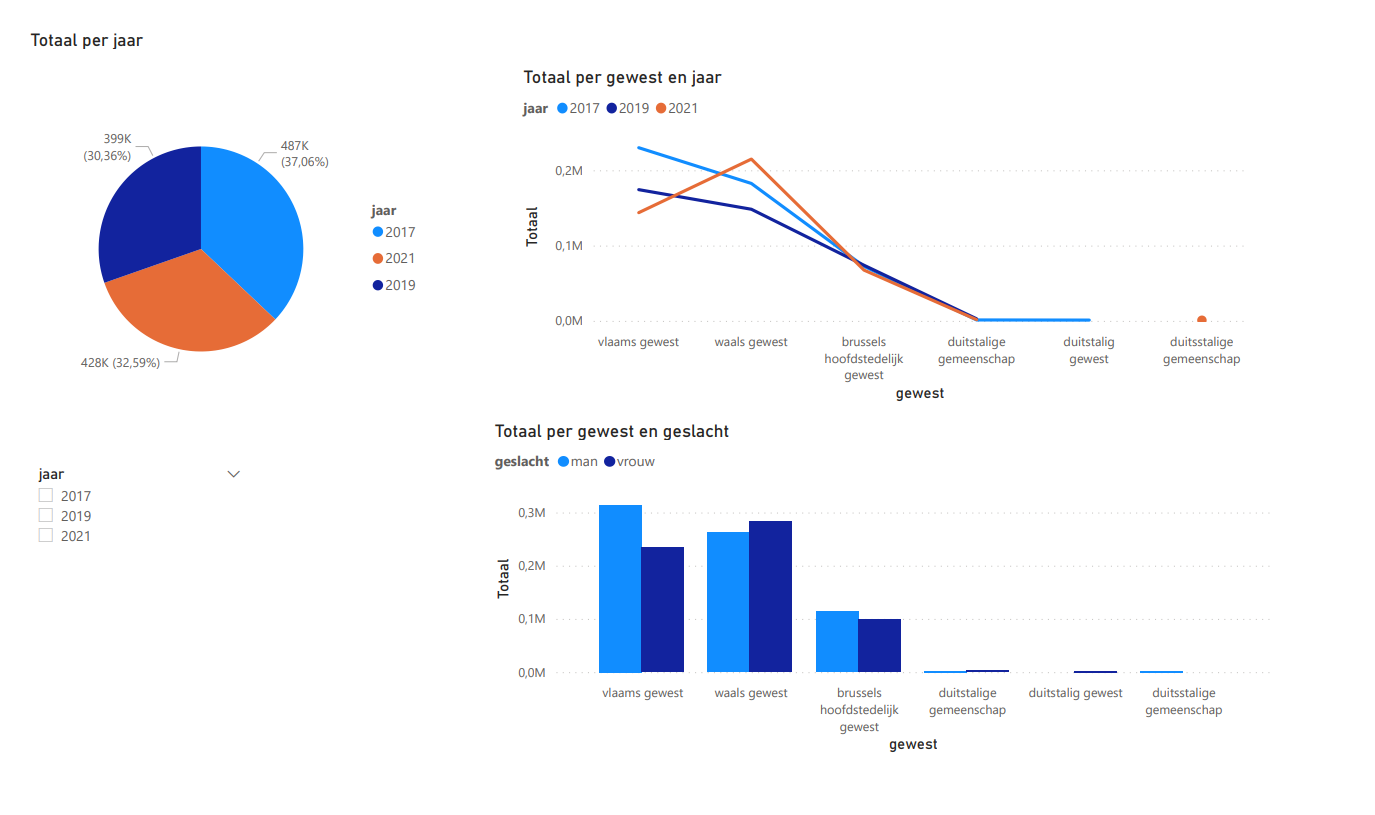 Totaal per jaar
399K
(30,36%)
487K
(37,06%)
428K (32,59%)
jaar
2017
2021
2019
jaar
2017
2019
2021
Totaal per gewest en jaar
jaar 2017 2019 2021
Totaal
0,2M
0,1M
0,0M
vlaams gewest
waals gewest
brussels
hoofdstedelijk
gewest
duitstalige
gemeenschap
duitstalig
gewest
duitsstalige
gemeenschap
gewest
Totaal per gewest en geslacht
geslacht man vrouw
Totaal
0,3M
0,2M
0,1M
0,0M
vlaams gewest
waals gewest
brussels
hoofdstedelijk
gewest
duitstalige
gemeenschap
duitstalig gewest
duitsstalige
gemeenschap
gewest